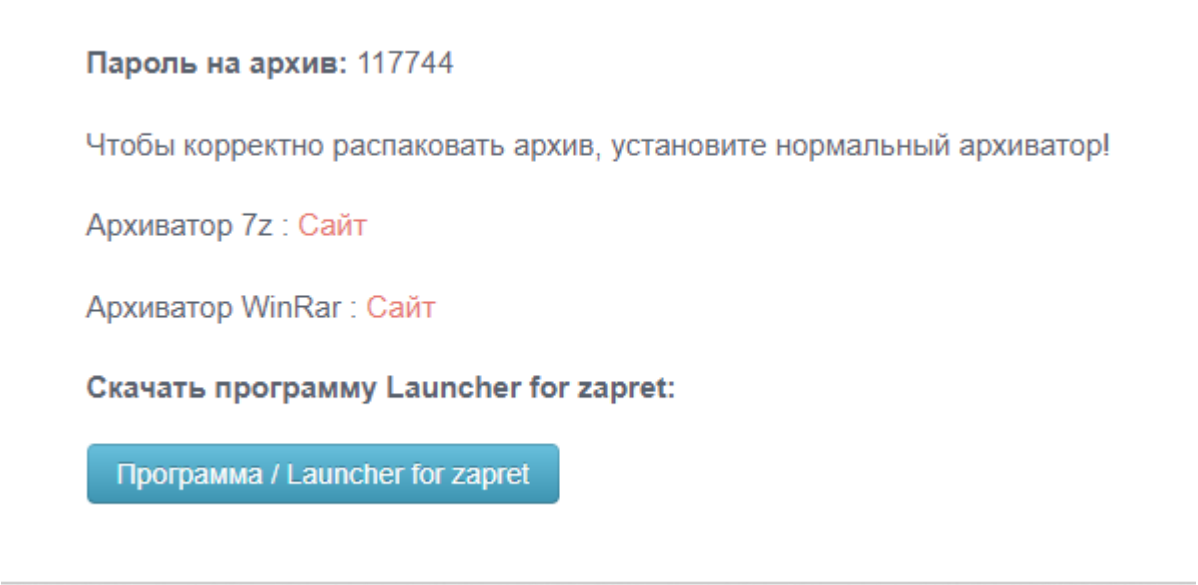 Пароль на архив: 117744
Чтобы корректно распаковать архив, установите нормальный архиватор!
Архиватор 7z : Сайт
Архиватор WinRar : Сайт
Скачать программу Launcher for zapret:
Программа / Launcher for zapret